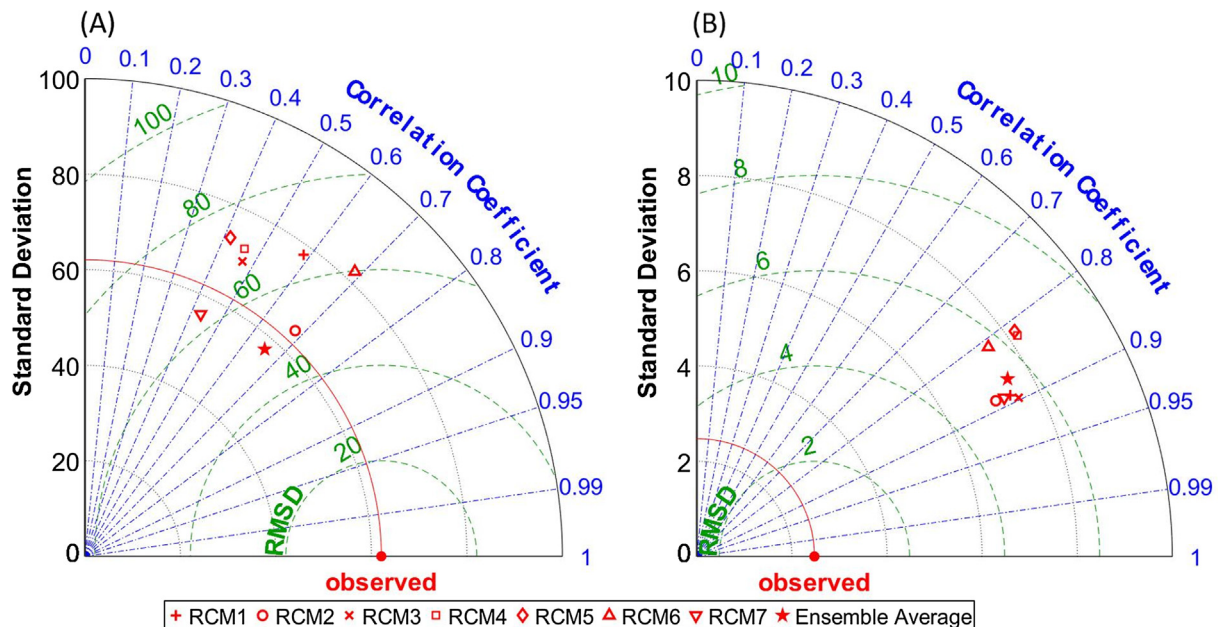 (A)
0 0.1 0.2 0.3 0.4 0.5 0.6 0.7 0.8 0.9 0.95 0.99 1
Correlation Coefficient
100
80
60
40
20
0
Standard Deviation
100
80
60
40
20
RMSD
observed
(B)
0 0.1 0.2 0.3 0.4 0.5 0.6 0.7 0.8 0.9 0.95 0.99 1
Correlation Coefficient
10
8
6
4
2
0
Standard Deviation
10
8
6
4
2
RMSD
observed
RCM1 RCM2 RCM3 RCM4 RCM5 RCM6 RCM7 Ensemble Average